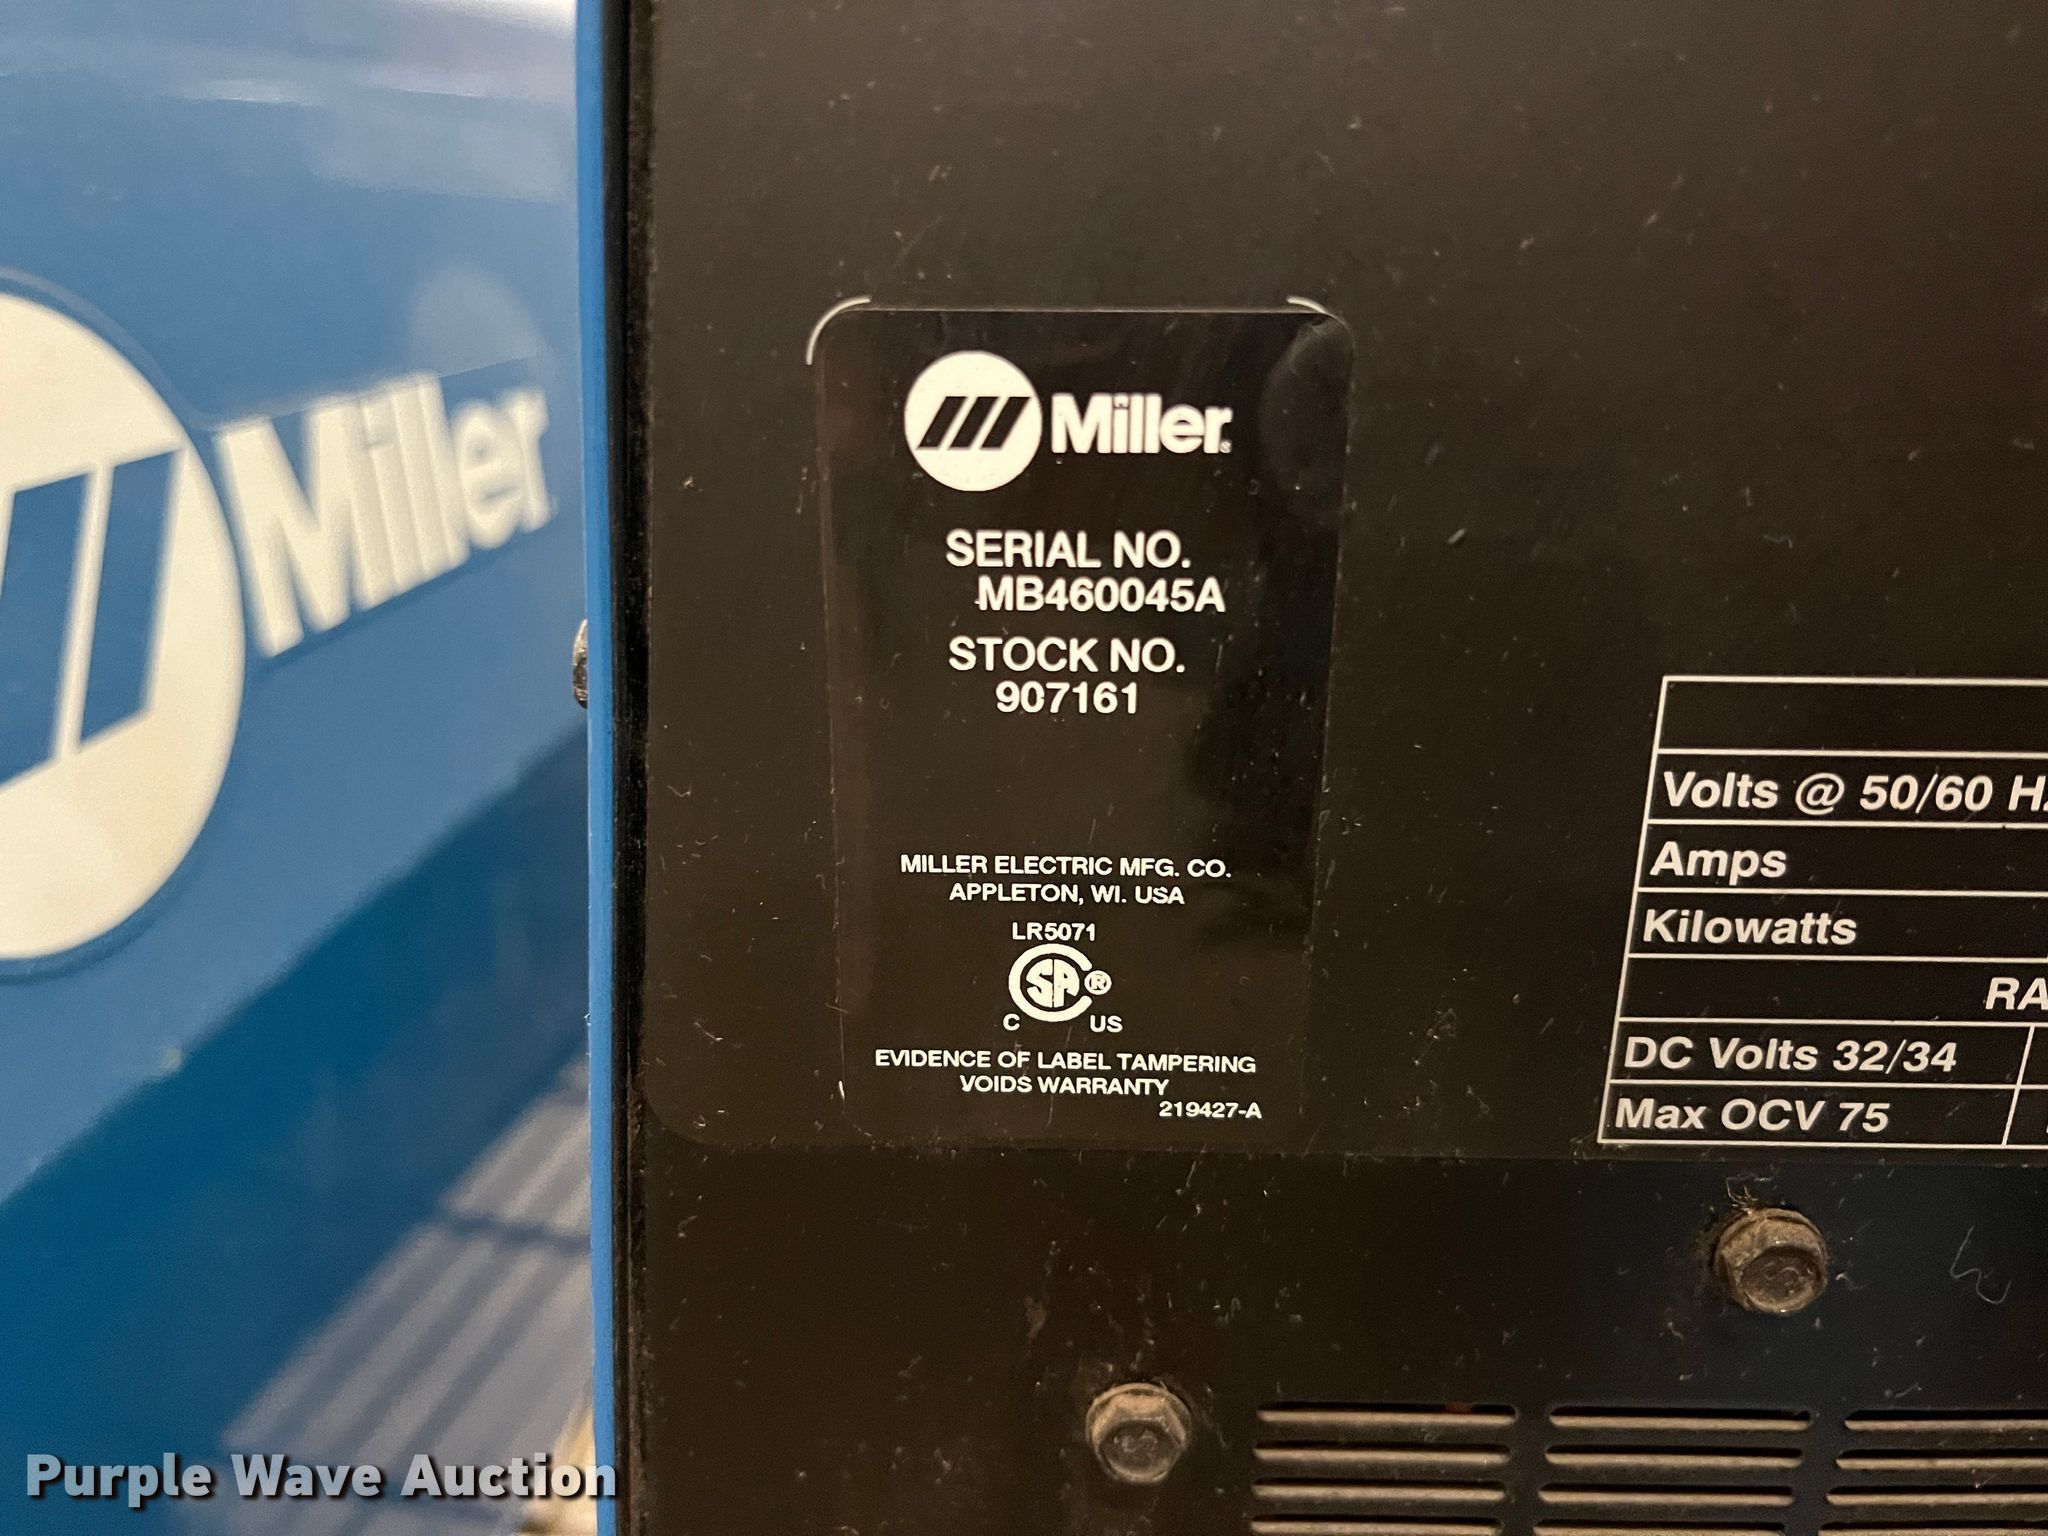 Miller
Miller
SERIAL NO.
MB460045A
STOCK NO.
907161
MILLER ELECTRIC MFG. CO.
APPLETON, WI. USA
LR5071
CSA®
C US
EVIDENCE OF LABEL TAMPERING
VOIDS WARRANTY
219427-A
Volts @ 50/60 H
Amps
Kilowatts
RA
DC Volts 32/34
Max OCV 75
Purple Wave Auction